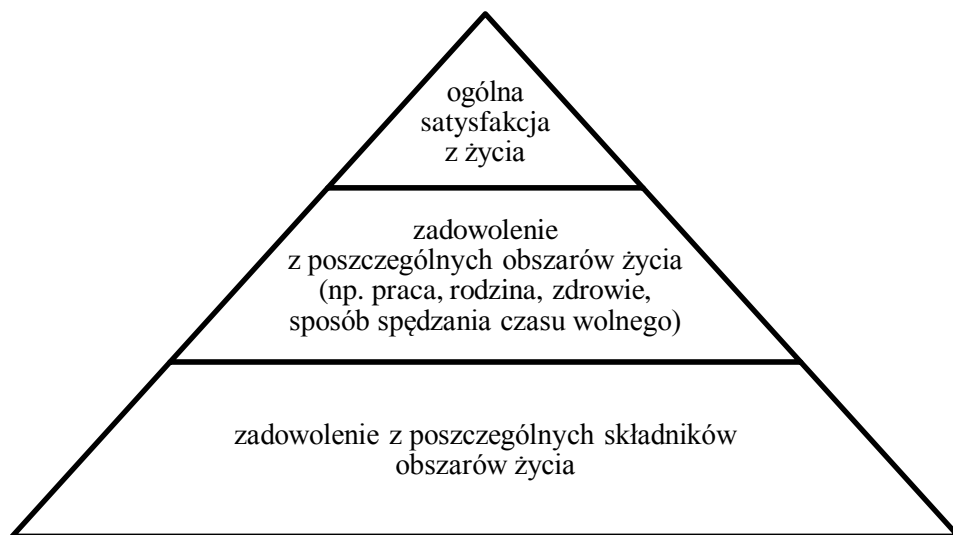 ogólna
satysfakcja
z życia
zadowolenie
z poszczególnych obszarów życia
(np. praca, rodzina, zdrowie,
sposób spędzania czasu wolnego)
zadowolenie z poszczególnych składników
obszarów życia